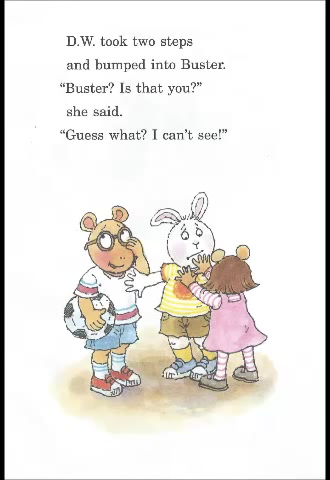 D.W. took two steps
and bumped into Buster.
“Buster? Is that you?”
she said.
“Guess what? I can’t see!”